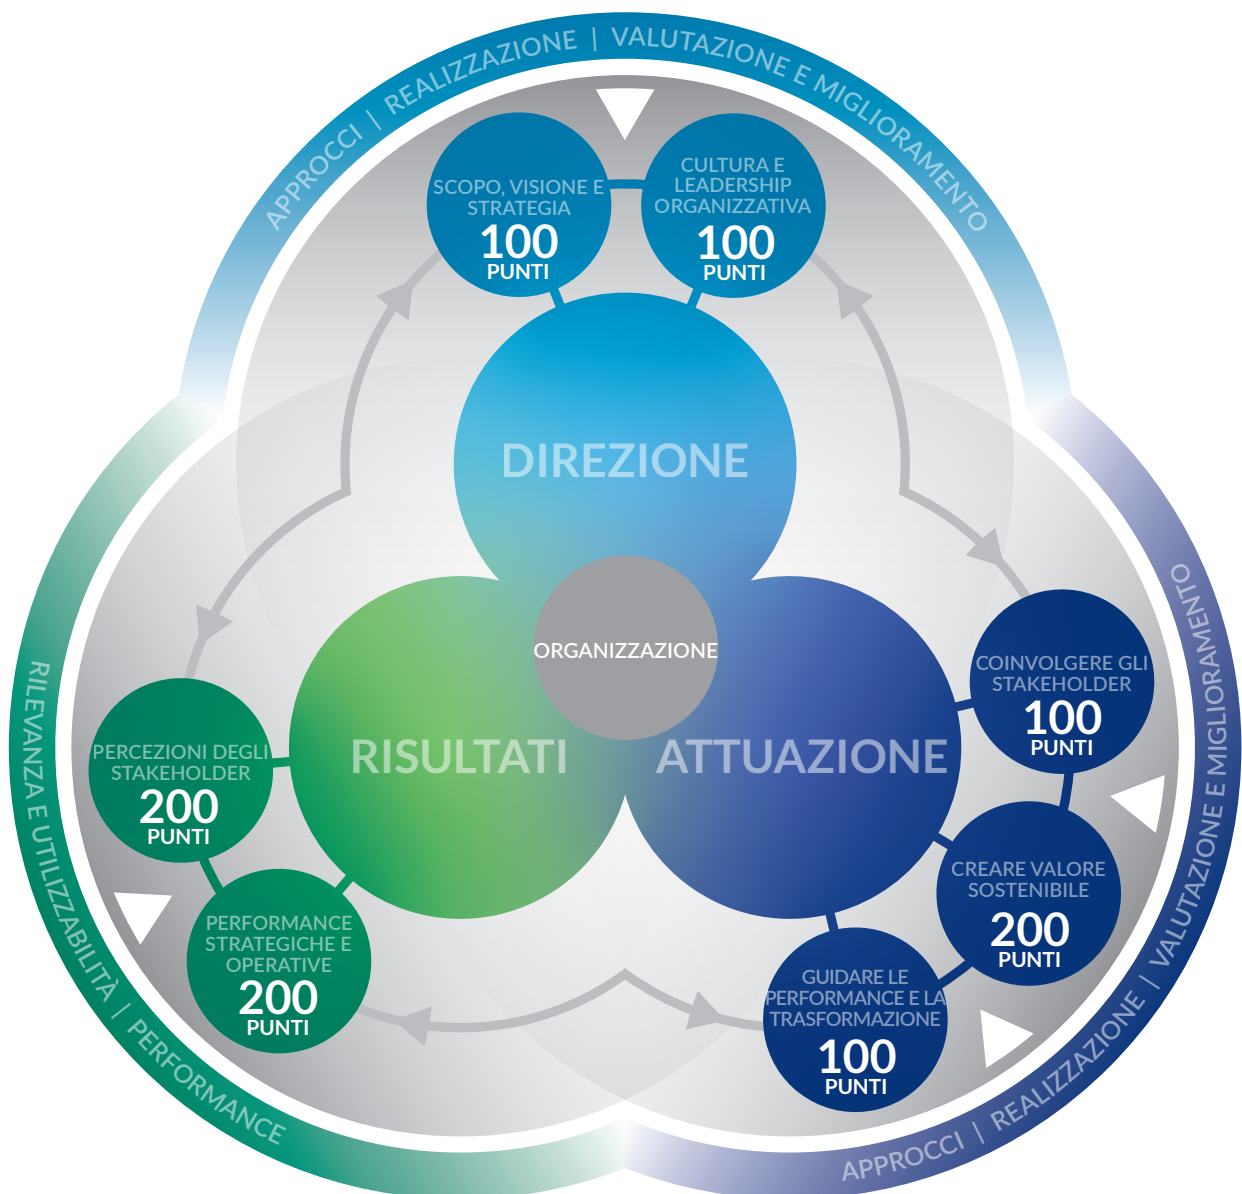 APPROCCI | REALIZZAZIONE | VALUTAZIONE E MIGLIORAMENTO
SCOPO, VISIONE E
STRATEGIA
100
PUNTI
CULTURA E
LEADERSHIP
ORGANIZZATIVA
100
PUNTI
DIREZIONE
ORGANIZZAZIONE
RISULTATI
ATTUAZIONE
COINVOLGERE GLI
STAKEHOLDER
100
PUNTI
CREARE VALORE
SOSTENIBILE
200
PUNTI
GUIDARE LE
PERFORMANCE E LA
TRASFORMAZIONE
100
PUNTI
APPROCCI | REALIZZAZIONE | VALUTAZIONE E MIGLIORAMENTO
PERCEZIONI DEGLI
STAKEHOLDER
200
PUNTI
PERFORMANCE
STRATEGICHE E
OPERATIVE
200
PUNTI
RILEVANZA E UTILIZZABILITÀ | PERFORMANCE